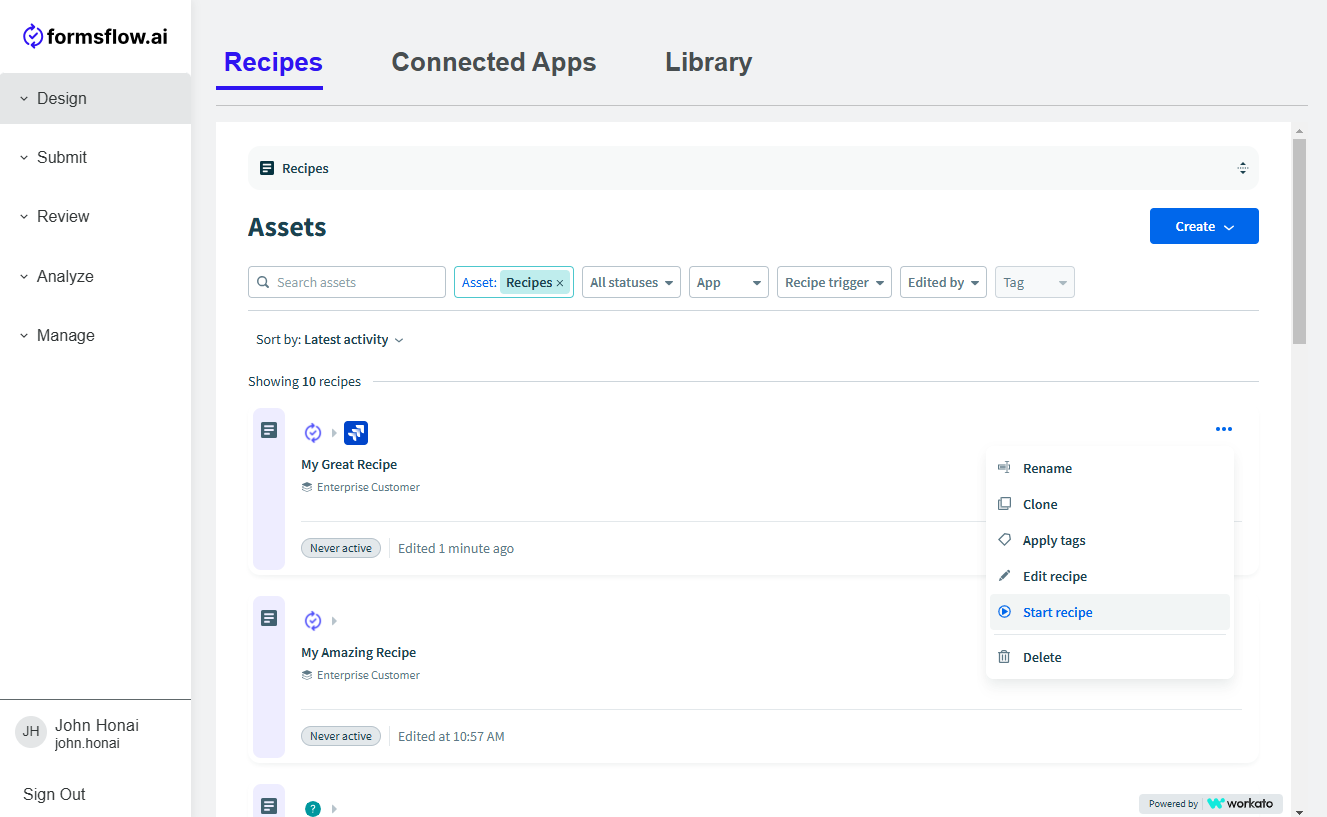 formsflow.ai
Design
Submit
Review
Analyze
Manage
JH
John Honai
john.honai
Sign Out
Recipes Connected Apps Library
Recipes
Assets
Create
Search assets Asset: Recipes × All statuses App Recipe trigger Edited by Tag
Sort by: Latest activity
Showing 10 recipes
My Great Recipe
Enterprise Customer
Never active Edited 1 minute ago
Rename
Clone
Apply tags
Edit recipe
Start recipe
Delete
My Amazing Recipe
Enterprise Customer
Never active Edited at 10:57 AM
?
Powered by workato